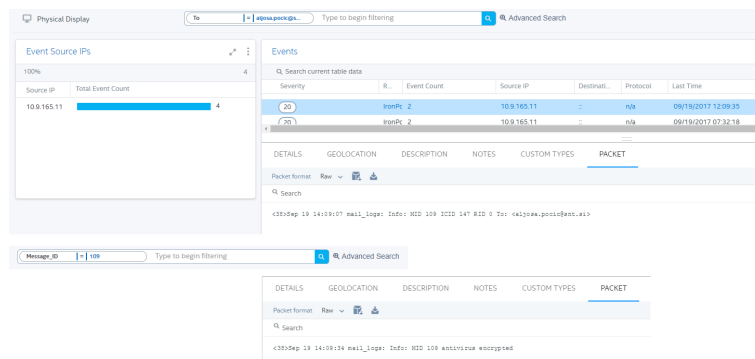 Physical Display
To = aljosa.pocic@s... Type to begin filtering Advanced Search
Event Source IPs
100% 4
Source IP Total Event Count
10.9.165.11 4
Events
Search current table data
Severity R... Event Count Source IP Destinati... Protocol Last Time
20 IronPc 2 10.9.165.11 :: n/a 09/19/2017 12:09:35
20 IronPc 2 10.9.165.11 :: n/a 09/19/2017 07:32:18
DETAILS GEOLOCATION DESCRIPTION NOTES CUSTOM TYPES PACKET
Packet format Raw
Search
<38>Sep 19 14:09:07 mail_logs: Info: MID 109 ICID 147 RID 0 To: <aljosa.pocic@snt.si>
Message_ID = 109 Type to begin filtering Advanced Search
DETAILS GEOLOCATION DESCRIPTION NOTES CUSTOM TYPES PACKET
Packet format Raw
Search
<38>Sep 19 14:09:34 mail_logs: Info: MID 109 antivirus encrypted